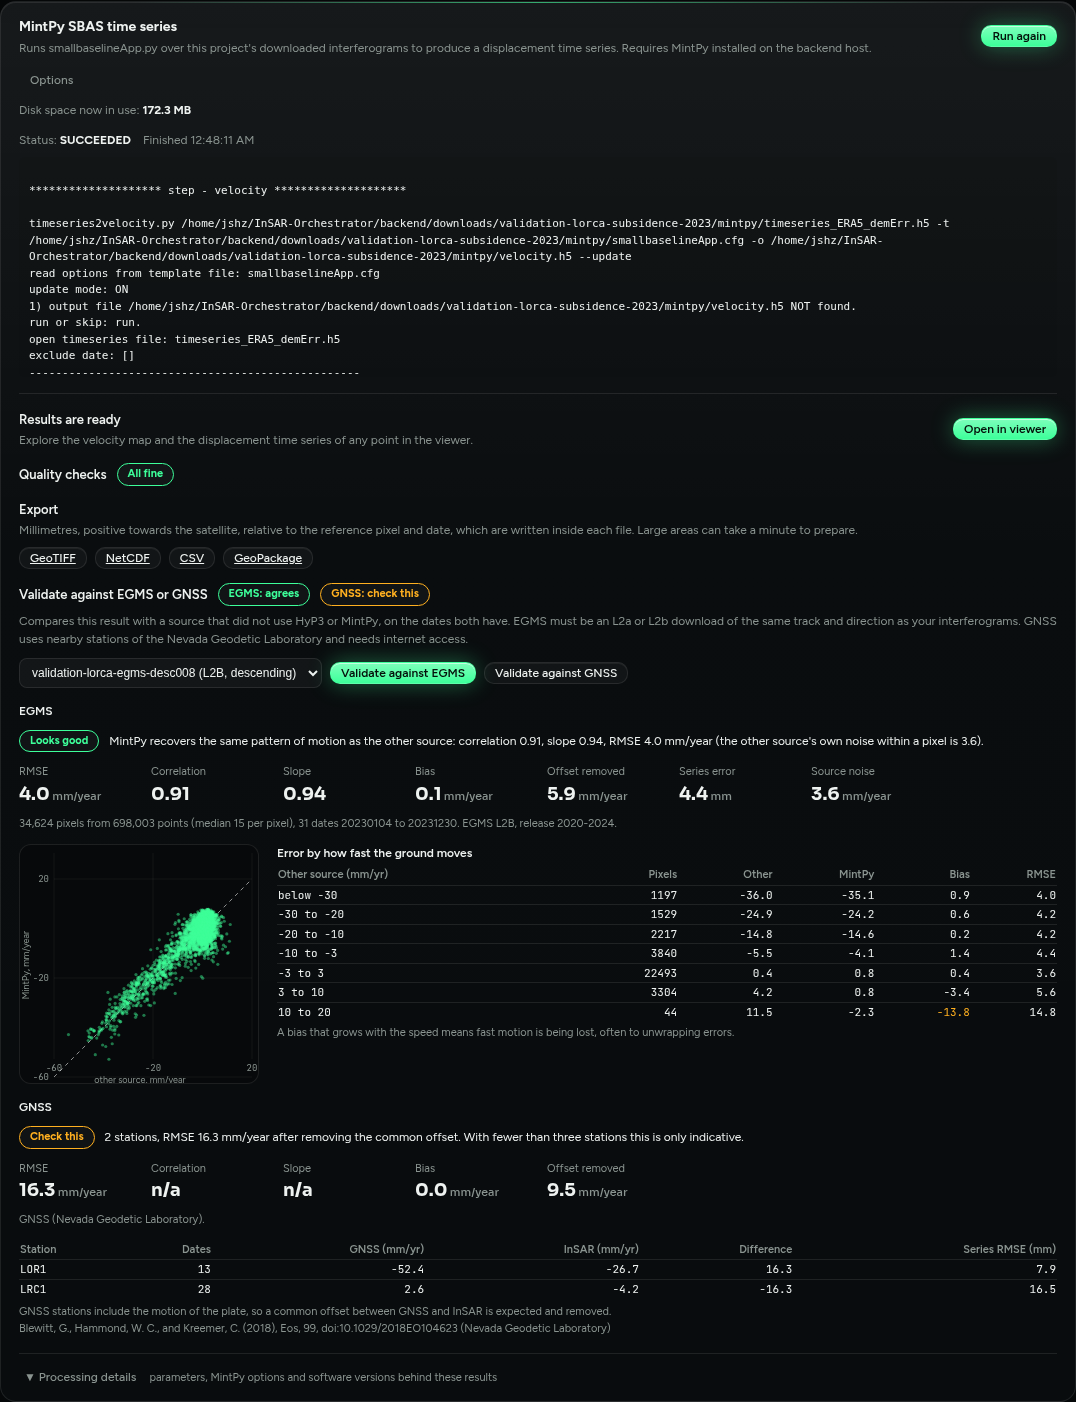 MintPy SBAS time series
Runs smallbaselineApp.py over this project's downloaded interferograms to produce a displacement time series. Requires MintPy installed on the backend host.
Run again
Options
Disk space now in use: 172.3 MB
Status: SUCCEEDED Finished 12:48:11 AM
******************** step - velocity ********************
timeseries2velocity.py /home/jshz/InSAR-Orchestrator/backend/downloads/validation-lorca-subsidence-2023/mintpy/timeseries_ERA5_demErr.h5 -t
/home/jshz/InSAR-Orchestrator/backend/downloads/validation-lorca-subsidence-2023/mintpy/smallbaselineApp.cfg -o /home/jshz/InSAR-
Orchestrator/backend/downloads/validation-lorca-subsidence-2023/mintpy/velocity.h5 --update
read options from template file: smallbaselineApp.cfg
update mode: ON
1) output file /home/jshz/InSAR-Orchestrator/backend/downloads/validation-lorca-subsidence-2023/mintpy/velocity.h5 NOT found.
run or skip: run.
open timeseries file: timeseries_ERA5_demErr.h5
exclude date: []
--------------------------------------------------
Results are ready
Explore the velocity map and the displacement time series of any point in the viewer.
Open in viewer
Quality checks All fine
Export
Millimetres, positive towards the satellite, relative to the reference pixel and date, which are written inside each file. Large areas can take a minute to prepare.
GeoTIFF NetCDF CSV GeoPackage
Validate against EGMS or GNSS EGMS: agrees GNSS: check this
Compares this result with a source that did not use HyP3 or MintPy, on the dates both have. EGMS must be an L2a or L2b download of the same track and direction as your interferograms. GNSS
uses nearby stations of the Nevada Geodetic Laboratory and needs internet access.
validation-lorca-egms-desc008 (L2B, descending) Validate against EGMS Validate against GNSS
EGMS
Looks good MintPy recovers the same pattern of motion as the other source: correlation 0.91, slope 0.94, RMSE 4.0 mm/year (the other source's own noise within a pixel is 3.6).
RMSE Correlation Slope Bias Offset removed Series error Source noise
4.0 mm/year 0.91 0.94 0.1 mm/year 5.9 mm/year 4.4 mm 3.6 mm/year
34,624 pixels from 698,003 points (median 15 per pixel), 31 dates 20230104 to 20231230. EGMS L2B, release 2020-2024.
20
-20
-60
-60 -20 20
MintPy, mm/year
other source, mm/year
Error by how fast the ground moves
Other source (mm/yr) Pixels Other MintPy Bias RMSE
below -30 1197 -36.0 -35.1 0.9 4.0
-30 to -20 1529 -24.9 -24.2 0.6 4.2
-20 to -10 2217 -14.8 -14.6 0.2 4.2
-10 to -3 3840 -5.5 -4.1 1.4 4.4
-3 to 3 22493 0.4 0.8 0.4 3.6
3 to 10 3304 4.2 0.8 -3.4 5.6
10 to 20 44 11.5 -2.3 -13.8 14.8
A bias that grows with the speed means fast motion is being lost, often to unwrapping errors.
GNSS
Check this 2 stations, RMSE 16.3 mm/year after removing the common offset. With fewer than three stations this is only indicative.
RMSE Correlation Slope Bias Offset removed
16.3 mm/year n/a n/a 0.0 mm/year 9.5 mm/year
GNSS (Nevada Geodetic Laboratory).
Station Dates GNSS (mm/yr) InSAR (mm/yr) Difference Series RMSE (mm)
LOR1 13 -52.4 -26.7 16.3 7.9
LRC1 28 2.6 -4.2 -16.3 16.5
GNSS stations include the motion of the plate, so a common offset between GNSS and InSAR is expected and removed.
Blewitt, G., Hammond, W. C., and Kreemer, C. (2018), Eos, 99, doi:10.1029/2018EO104623 (Nevada Geodetic Laboratory)
▼ Processing details parameters, MintPy options and software versions behind these results